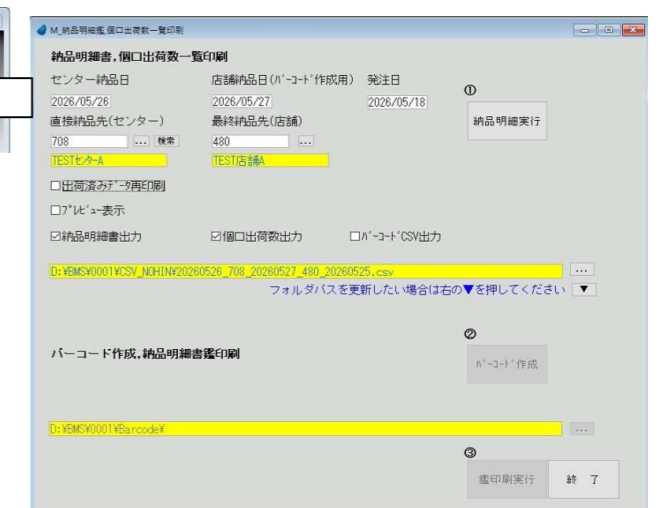 M_納品明細鑑,個口出荷数一覧印刷
納品明細書,個口出荷数一覧印刷
センター納品日 店舗納品日(ﾊﾞｰｺｰﾄﾞ作成用) 発注日
2026/05/26 2026/05/27 2026/05/18
①
直接納品先(センター) 最終納品先(店舗)
納品明細実行
708 ... 検索 480 ...
TESTｾﾝﾀｰA TEST店舗A
□出荷済みﾃﾞｰﾀ再印刷
□ﾌﾟﾚﾋﾞｭｰ表示
☑納品明細書出力 ☑個口出荷数出力 □ﾊﾞｰｺｰﾄﾞCSV出力
D:¥BMS¥0001¥CSV_NOHIN¥20260526_708_20260527_480_20260525.csv ...
フォルダパスを更新したい場合は右の▼を押してください ▼
②
バーコード作成,納品明細書鑑印刷
ﾊﾞｰｺｰﾄﾞ作成
D:¥BMS¥0001¥Barcode¥ ...
③
鑑印刷実行 終 了